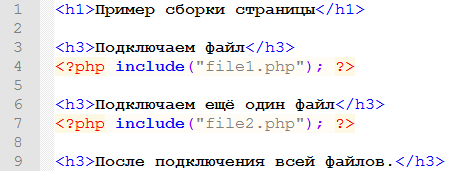 1 <h1>Пример сборки страницы</h1>
2
3 <h3>Подключаем файл</h3>
4 <?php include("file1.php"); ?>
5
6 <h3>Подключаем ещё один файл</h3>
7 <?php include("file2.php"); ?>
8
9 <h3>После подключения всей файлов.</h3>